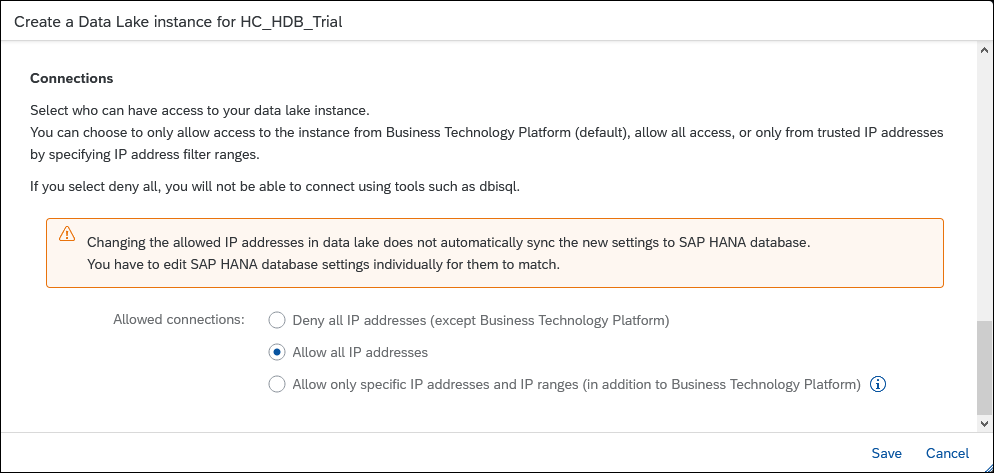 Create a Data Lake instance for HC_HDB_Trial
Connections
Select who can have access to your data lake instance.
You can choose to only allow access to the instance from Business Technology Platform (default), allow all access, or only from trusted IP addresses
by specifying IP address filter ranges.
If you select deny all, you will not be able to connect using tools such as dbisql.
Changing the allowed IP addresses in data lake does not automatically sync the new settings to SAP HANA database.
You have to edit SAP HANA database settings individually for them to match.
Allowed connections:
Deny all IP addresses (except Business Technology Platform)
Allow all IP addresses
Allow only specific IP addresses and IP ranges (in addition to Business Technology Platform)
Save Cancel